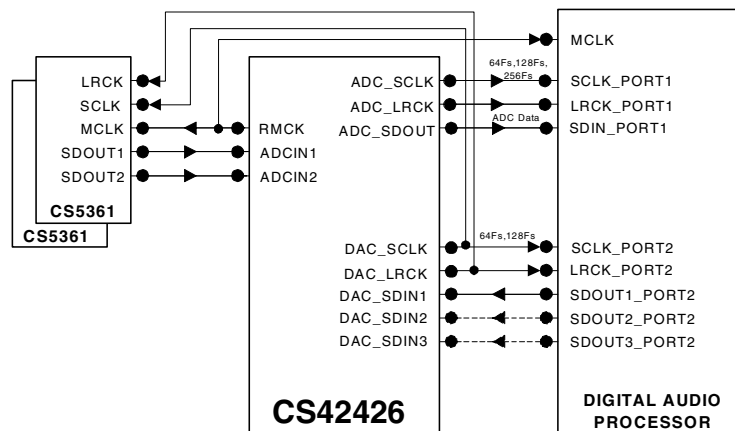 LRCK
SCLK
MCLK
SDOUT1
SDOUT2
CS5361
CS5361
RMCK
ADCIN1
ADCIN2
ADC_SCLK
ADC_LRCK
ADC_SDOUT
DAC_SCLK
DAC_LRCK
DAC_SDIN1
DAC_SDIN2
DAC_SDIN3
CS42426
64Fs,128Fs,
256Fs
ADC Data
64Fs,128Fs
MCLK
SCLK_PORT1
LRCK_PORT1
SDIN_PORT1
SCLK_PORT2
LRCK_PORT2
SDOUT1_PORT2
SDOUT2_PORT2
SDOUT3_PORT2
DIGITAL AUDIO
PROCESSOR